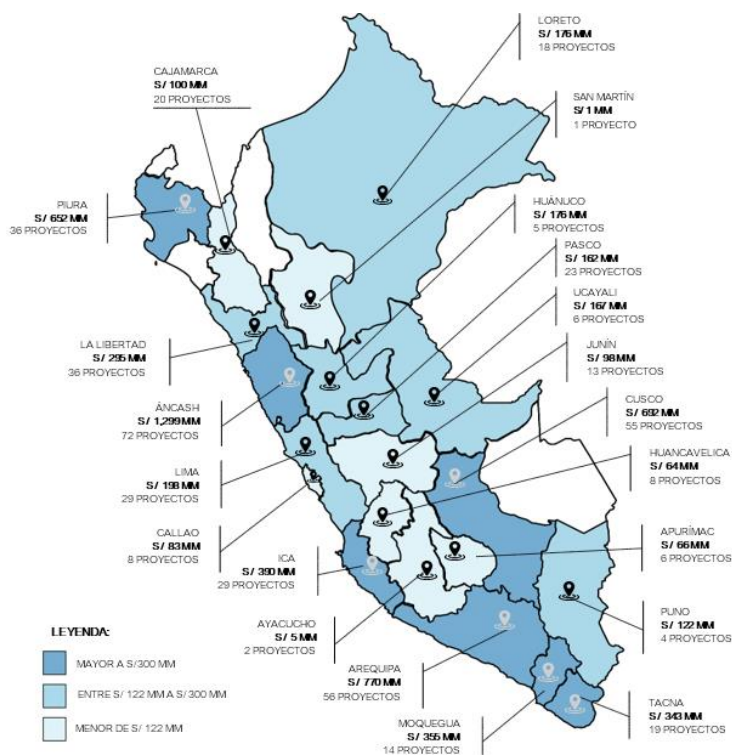 LORETO
S/ 176 MM
18 PROYECTOS
CAJAMARCA
S/ 100 MM
20 PROYECTOS
SAN MARTÍN
S/ 1 MM
1 PROYECTO
PIURA
S/ 652 MM
36 PROYECTOS
HUÁNUCO
S/ 176 MM
5 PROYECTOS
PASCO
S/ 162 MM
23 PROYECTOS
UCAYALI
S/ 167 MM
6 PROYECTOS
LA LIBERTAD
S/ 295 MM
36 PROYECTOS
JUNÍN
S/ 98 MM
13 PROYECTOS
ÁNCASH
S/ 1,299 MM
72 PROYECTOS
CUSCO
S/ 692 MM
55 PROYECTOS
LIMA
S/ 198 MM
29 PROYECTOS
HUANCAVELICA
S/ 64 MM
8 PROYECTOS
CALLAO
S/ 83 MM
8 PROYECTOS
APURÍMAC
S/ 66 MM
6 PROYECTOS
ICA
S/ 390 MM
29 PROYECTOS
PUNO
S/ 122 MM
4 PROYECTOS
AYACUCHO
S/ 5 MM
2 PROYECTOS
AREQUIPA
S/ 770 MM
56 PROYECTOS
TACNA
S/ 343 MM
19 PROYECTOS
MOQUEGUA
S/ 355 MM
14 PROYECTOS
LEYENDA:
MAYOR A S/300 MM
ENTRE S/ 122 MM A S/ 300 MM
MENOR DE S/ 122 MM